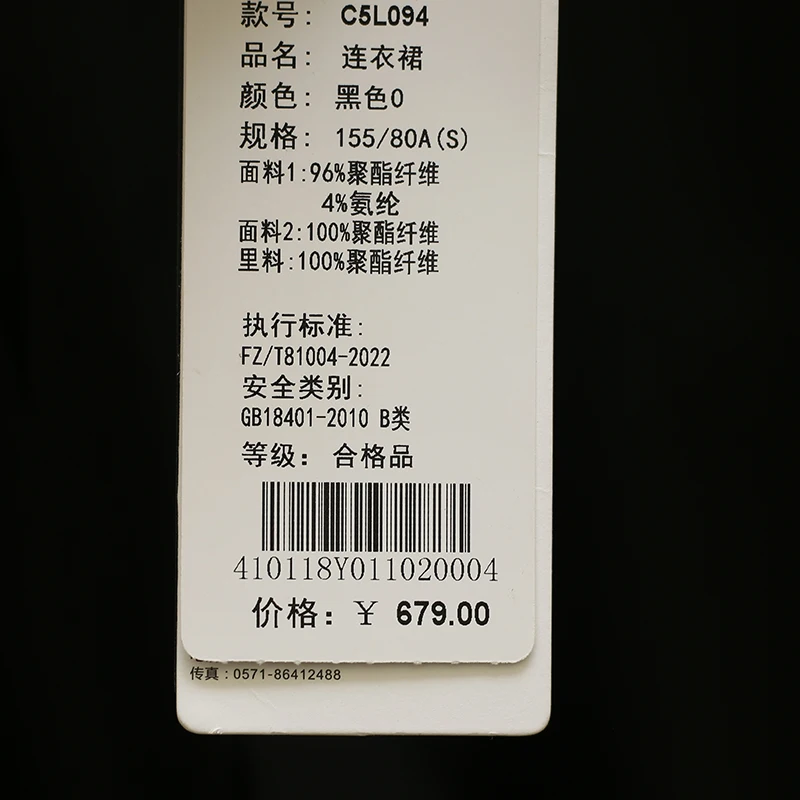 款号: C5L094
品名: 连衣裙
颜色: 黑色0
规格: 155/80A(S)
面料1:96%聚酯纤维
4%氨纶
面料2:100%聚酯纤维
里料:100%聚酯纤维
执行标准:
FZ/T81004-2022
安全类别:
GB18401-2010 B类
等级: 合格品
410118Y011020004
价格: ¥ 679.00
传真:0571-86412488